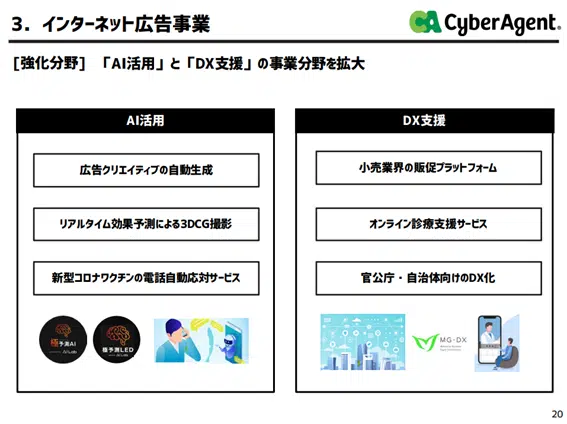 3. インターネット広告事業
CyberAgent.
[強化分野] 「AI活用」と「DX支援」の事業分野を拡大
AI活用
広告クリエイティブの自動生成
リアルタイム効果予測による3DCG撮影
新型コロナワクチンの電話自動応対サービス
極予測AI
極予測LED
DX支援
小売業界の販促プラットフォーム
オンライン診療支援サービス
官公庁・自治体向けのDX化
MG-DX
20